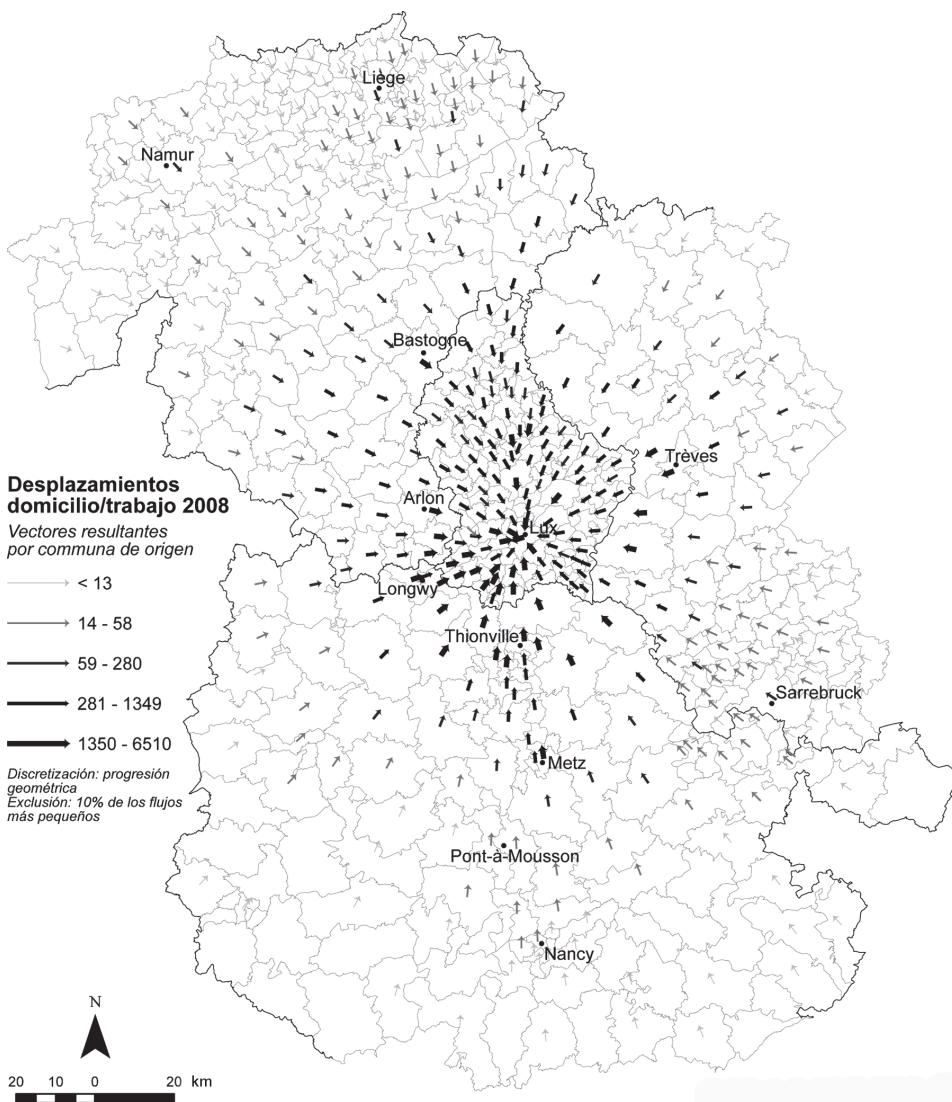 Liège
Namur
Bastogne
Trèves
Desplazamientos
domicilio/trabajo 2008
Vectores resultantes
por communa de origen
< 13
14 - 58
59 - 280
281 - 1349
1350 - 6510
Discretización: progresión
geométrica
Exclusión: 10% de los flujos
más pequeños
Arlon
Lux
Longwy
Thionville
Sarrebruck
Metz
Pont-à-Mousson
Nancy
N
20 10 0 20 km